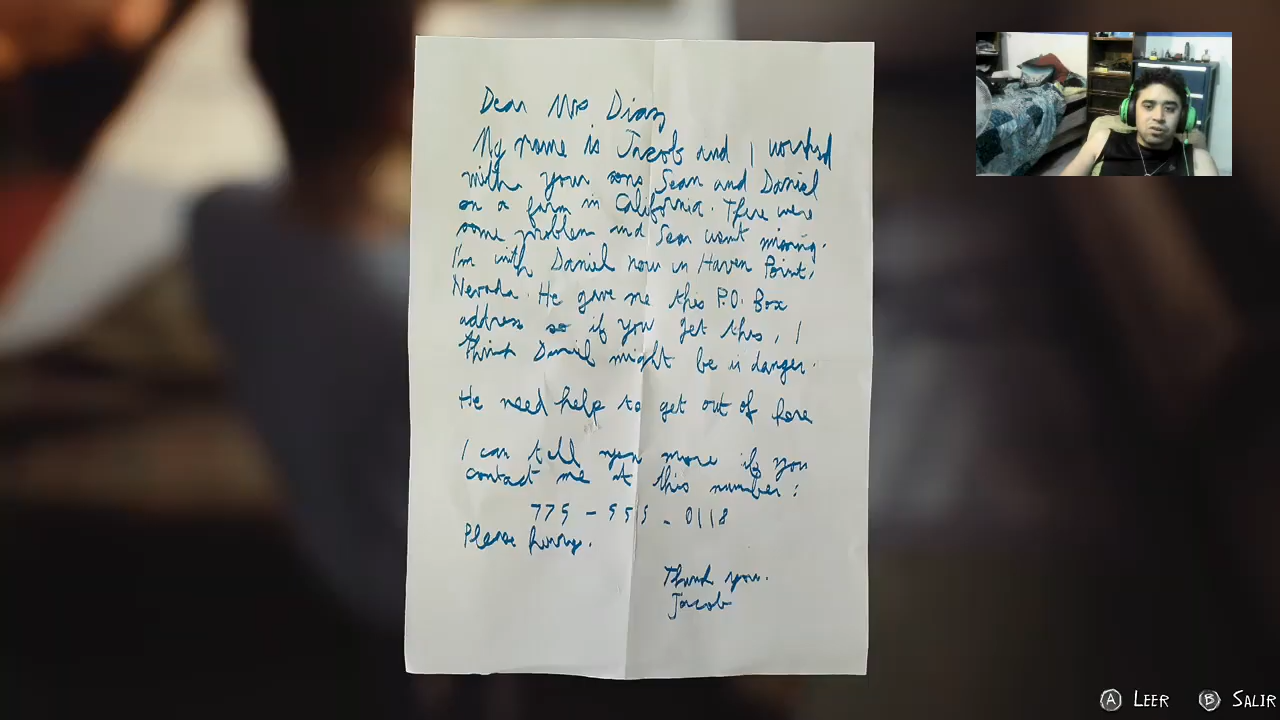 Dear Mrs. Diaz
My name is Jacob and I worked
with your sons Sean and Daniel
on a farm in California. There were
some problem and Sean went missing.
I'm with Daniel now in Haven Point,
Nevada. He gave me this P.O. Box
address so if you get this, I
think Daniel might be in danger.
He need help to get out of here
I can tell you more if you
contact me at this number:
775-555-0118
Please hurry.
Thank you.
Jacob
A LEER B SALIR